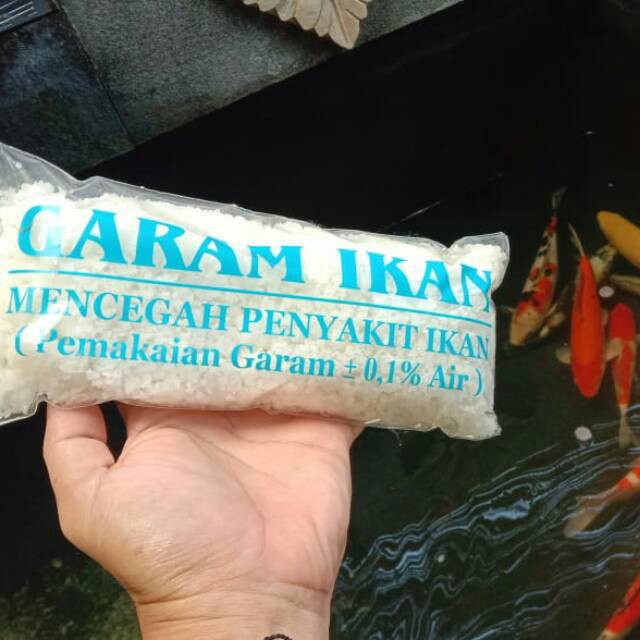 GARAM IKAN
MENCEGAH PENYAKIT IKAN
( Pemakaian Garam ± 0,1% Air )